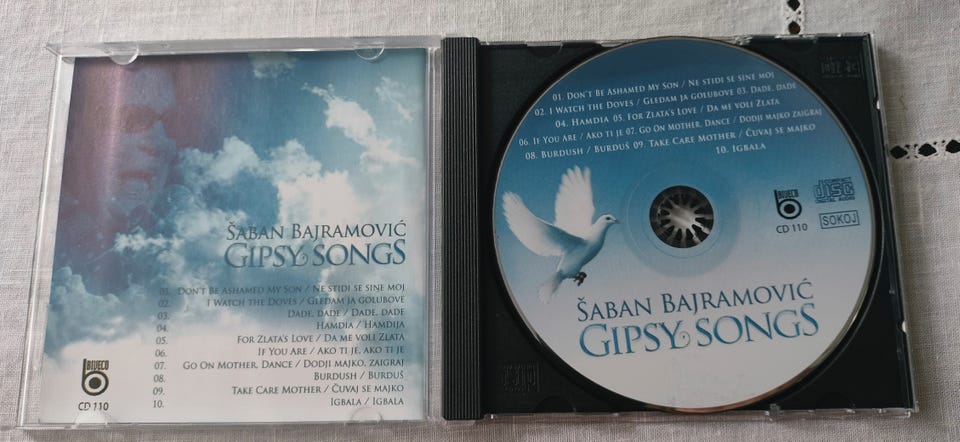 ŠABAN BAJRAMOVIĆ
GIPSY SONGS
01. DON'T BE ASHAMED MY SON / NE STIDI SE SINE MOJ
02. I WATCH THE DOVES / GLEDAM JA GOLUBOVE
03. DADE, DADE / DADE, DADE
04. HAMDIA / HAMDIJA
05. FOR ZLATA'S LOVE / DA ME VOLI ZLATA
06. IF YOU ARE / AKO TI JE, AKO TI JE
07. GO ON MOTHER, DANCE / DODJI MAJKO, ZAIGRAJ
08. BURDUSH / BURDUŠ
09. TAKE CARE MOTHER / ČUVAJ SE MAJKO
10. IGBALA / IGBALA
BIVECO
CD 110
01. DON'T BE ASHAMED MY SON / NE STIDI SE SINE MOJ
02. I WATCH THE DOVES / GLEDAM JA GOLUBOVE 03. DADE, DADE
04. HAMDIA 05. FOR ZLATA'S LOVE / DA ME VOLI ZLATA
06. IF YOU ARE / AKO TI JE 07. GO ON MOTHER, DANCE / DODJI MAJKO ZAIGRAJ
08. BURDUSH / BURDUŠ 09. TAKE CARE MOTHER / ČUVAJ SE MAJKO
10. IGBALA
BIVECO
CD 110
COMPACT
disc
DIGITAL AUDIO
SOKOJ
ŠABAN BAJRAMOVIĆ
GIPSY SONGS